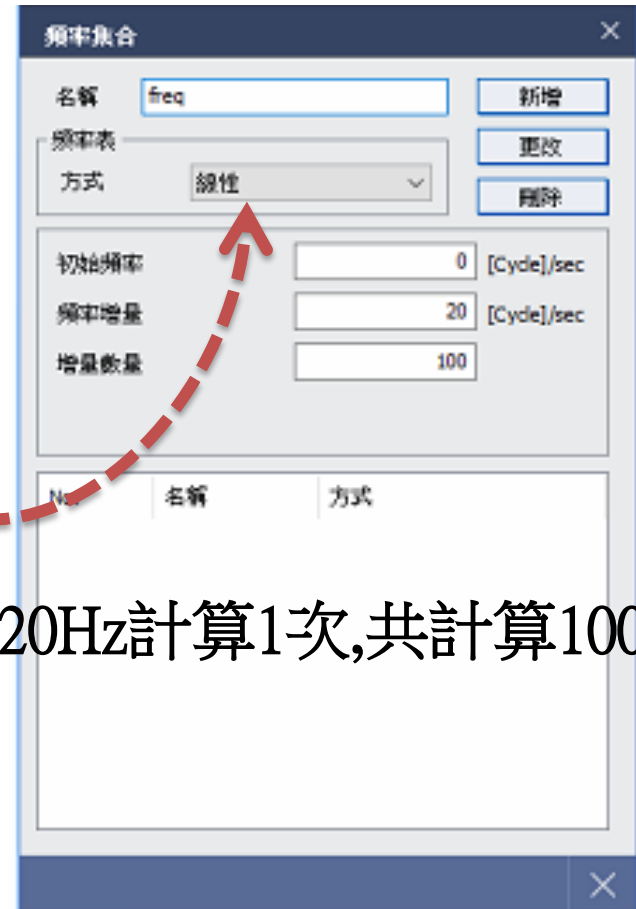 頻率集合
名稱 freq 新增
頻率表 更改
方式 線性 刪除
初始頻率 0 [Cycle]/sec
頻率增量 20 [Cycle]/sec
增量數量 100
No. 名稱 方式
20Hz計算1次,共計算100